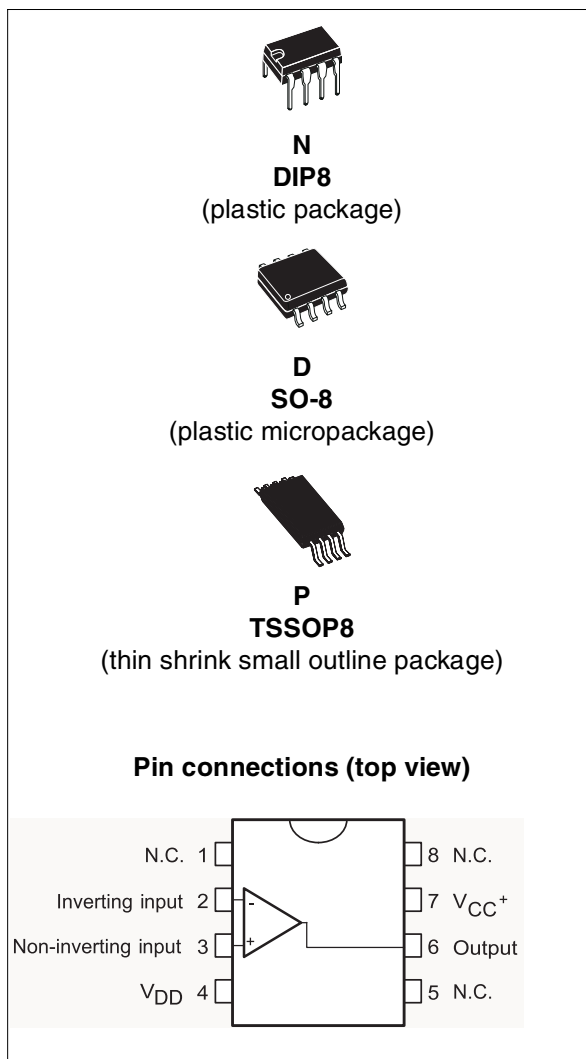 N
DIP8
(plastic package)
D
SO-8
(plastic micropackage)
P
TSSOP8
(thin shrink small outline package)
Pin connections (top view)
N.C. 1
8 N.C.
Inverting input 2
-
7 VCC+
Non-inverting input 3
+
6 Output
VDD 4
5 N.C.